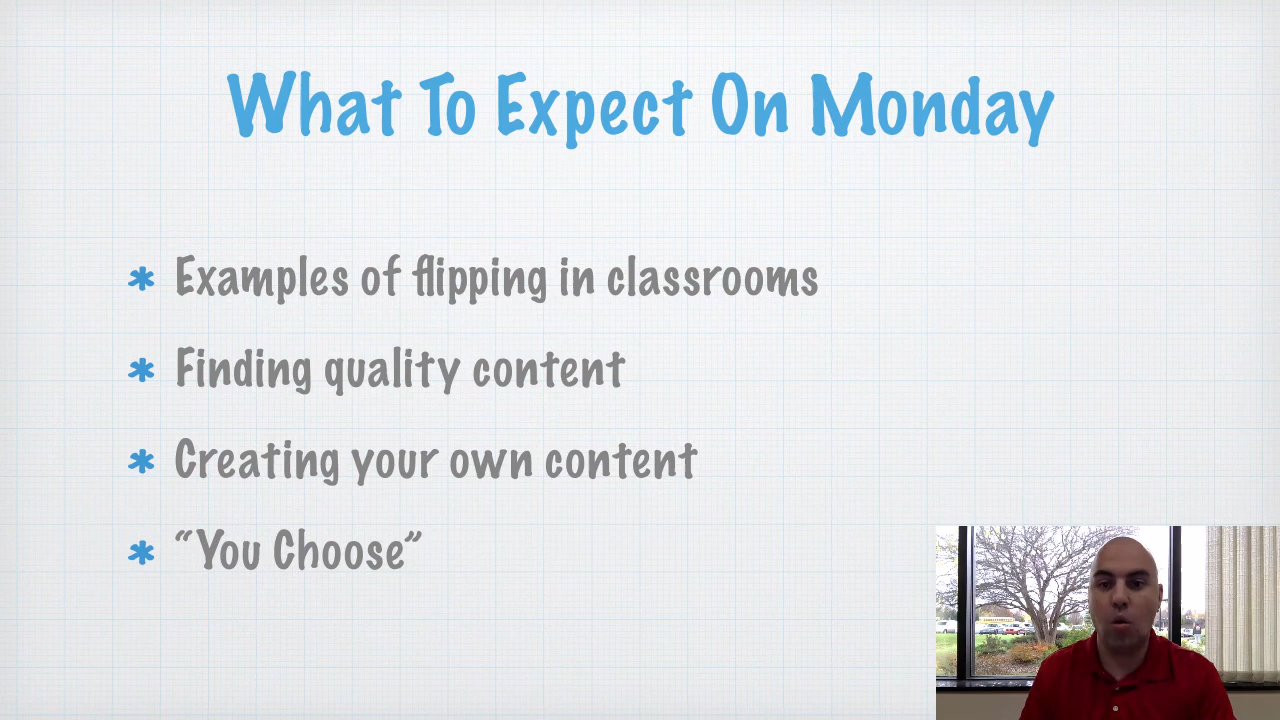 What To Expect On Monday
* Examples of flipping in classrooms
* Finding quality content
* Creating your own content
* “You Choose”